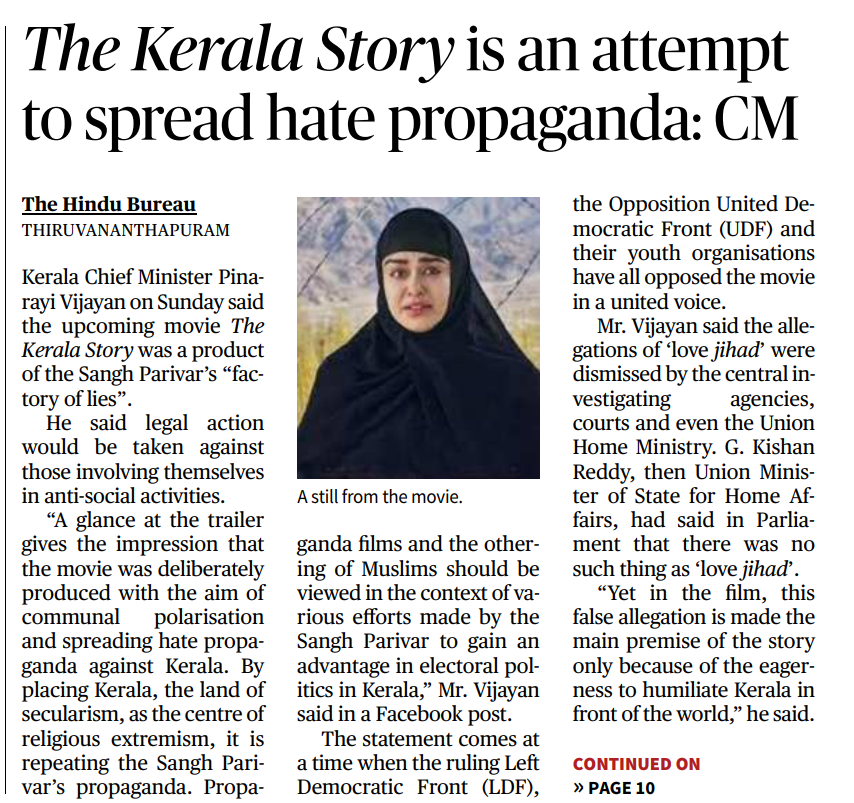 The Kerala Story is an attempt
to spread hate propaganda: CM
The Hindu Bureau
THIRUVANANTHAPURAM
Kerala Chief Minister Pina-
rayi Vijayan on Sunday said
the upcoming movie The
Kerala Story was a product
of the Sangh Parivar’s “fac-
tory of lies”.
He said legal action
would be taken against
those involving themselves
in anti-social activities.
“A glance at the trailer
gives the impression that
the movie was deliberately
produced with the aim of
communal polarisation
and spreading hate propa-
ganda against Kerala. By
placing Kerala, the land of
secularism, as the centre of
religious extremism, it is
repeating the Sangh Pari-
var’s propaganda. Propa-
A still from the movie.
ganda films and the other-
ing of Muslims should be
viewed in the context of va-
rious efforts made by the
Sangh Parivar to gain an
advantage in electoral pol-
itics in Kerala,” Mr. Vijayan
said in a Facebook post.
The statement comes at
a time when the ruling Left
Democratic Front (LDF),
the Opposition United De-
mocratic Front (UDF) and
their youth organisations
have all opposed the movie
in a united voice.
Mr. Vijayan said the alle-
gations of ‘love jihad’ were
dismissed by the central in-
vestigating agencies,
courts and even the Union
Home Ministry. G. Kishan
Reddy, then Union Minis-
ter of State for Home Af-
fairs, had said in Parlia-
ment that there was no
such thing as ‘love jihad’.
“Yet in the film, this
false allegation is made the
main premise of the story
only because of the eager-
ness to humiliate Kerala in
front of the world,” he said.
CONTINUED ON
» PAGE 10